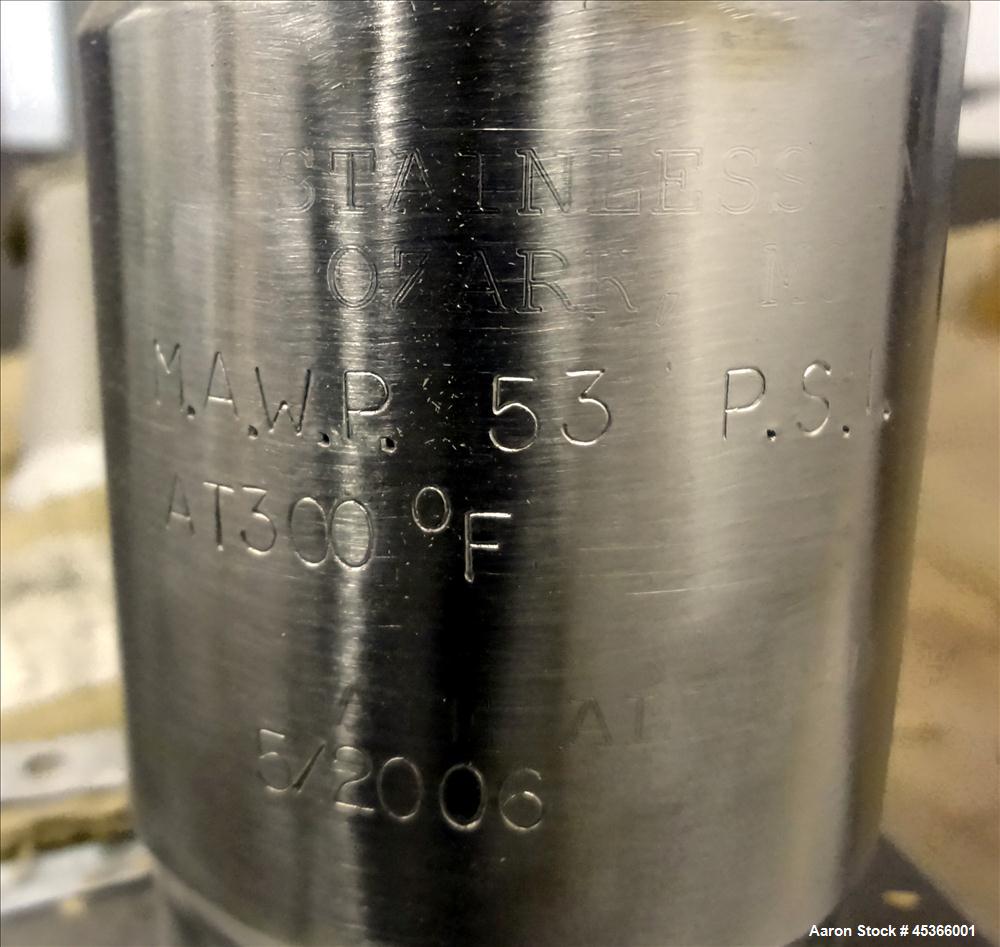 STAINLESS
OZARK,
M.A.W.P. 53 P.S.I.
AT300 °F
5/2006
Aaron Stock # 45366001